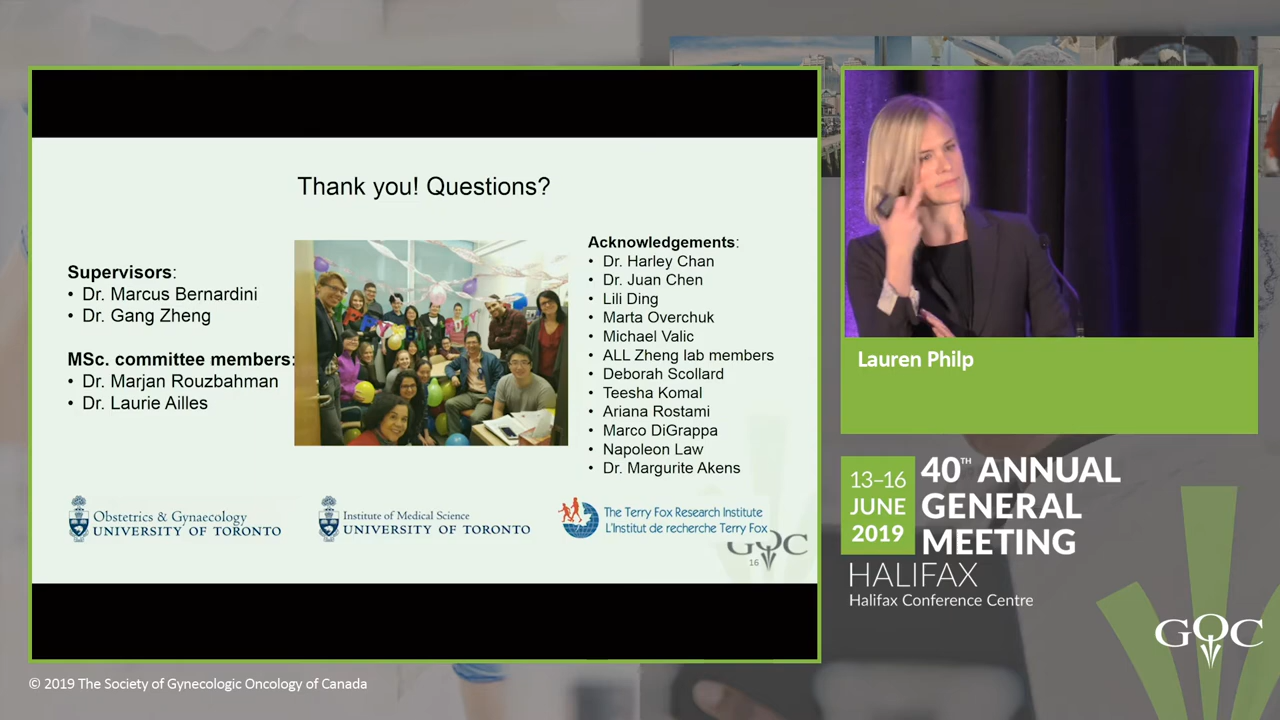 Thank you! Questions?
Supervisors:
• Dr. Marcus Bernardini
• Dr. Gang Zheng
MSc. committee members:
• Dr. Marjan Rouzbahman
• Dr. Laurie Ailles
Acknowledgements:
• Dr. Harley Chan
• Dr. Juan Chen
• Lili Ding
• Marta Overchuk
• Michael Valic
• ALL Zheng lab members
• Deborah Scollard
• Teesha Komal
• Ariana Rostami
• Marco DiGrappa
• Napoleon Law
• Dr. Margurite Akens
Obstetrics & Gynaecology
UNIVERSITY OF TORONTO
Institute of Medical Science
UNIVERSITY OF TORONTO
The Terry Fox Research Institute
L'Institut de recherche Terry Fox
GOC
16
Lauren Philp
13–16
JUNE
2019
40TH ANNUAL
GENERAL
MEETING
HALIFAX
Halifax Conference Centre
GOC
© 2019 The Society of Gynecologic Oncology of Canada